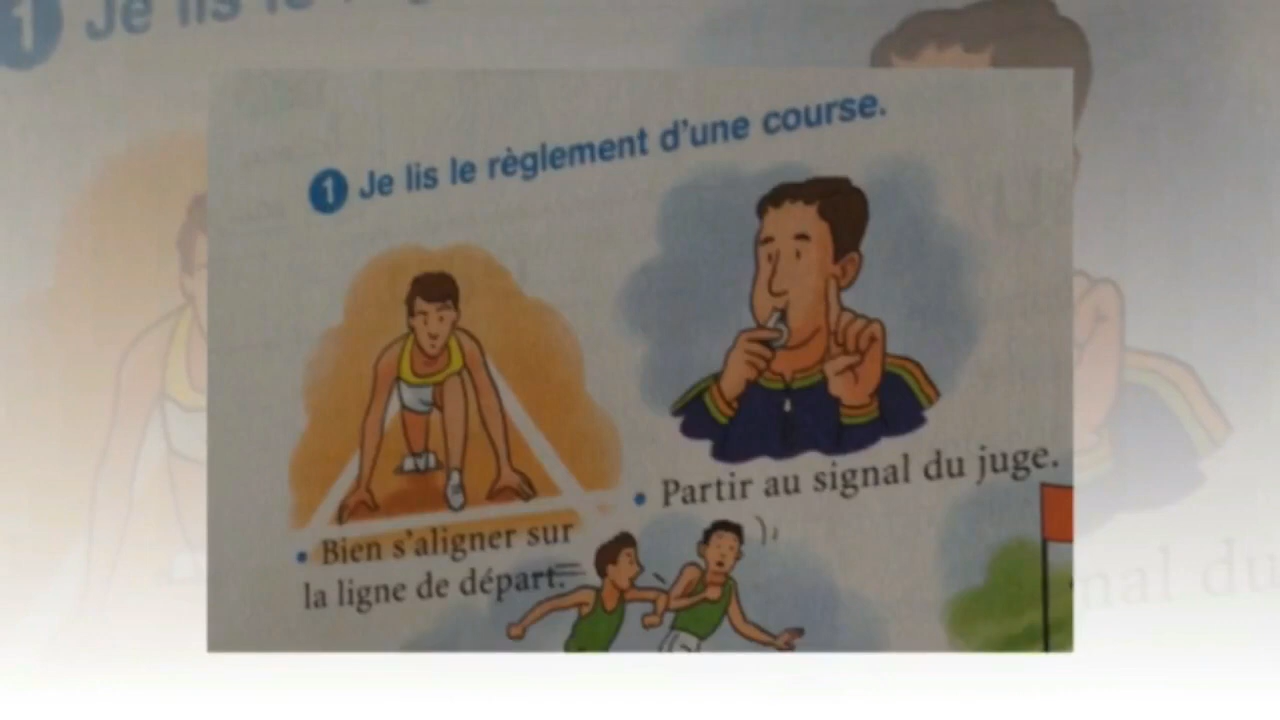 1 Je lis le règlement d'une course.
• Partir au signal du juge.
• Bien s'aligner sur
la ligne de départ.